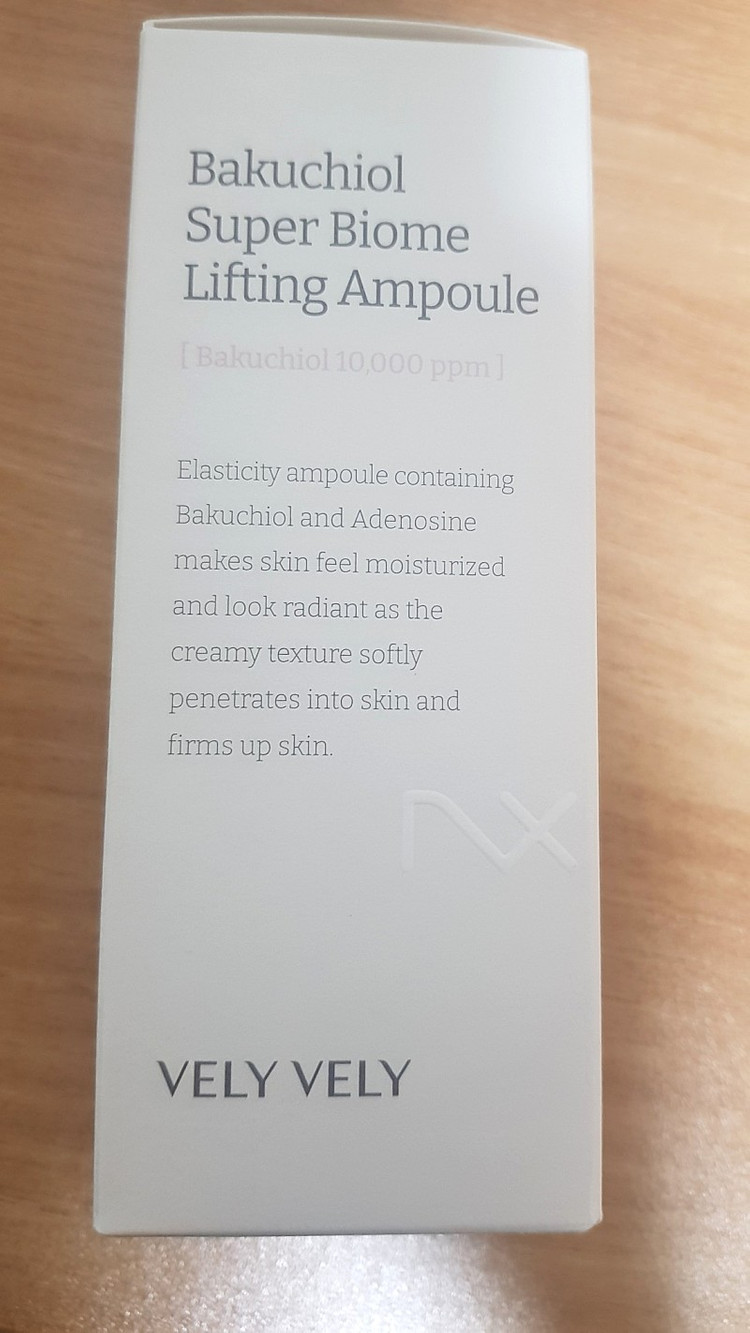 Bakuchiol
Super Biome
Lifting Ampoule
[ Bakuchiol 10,000 ppm ]
Elasticity ampoule containing
Bakuchiol and Adenosine
makes skin feel moisturized
and look radiant as the
creamy texture softly
penetrates into skin and
firms up skin.
VELY VELY